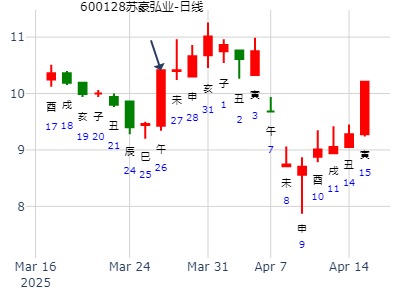 600128苏豪弘业-日线
11
10
9
8
酉
17
戌
18
亥
19
子
20
丑
21
辰
24
巳
25
午
26
未
27
申
28
亥
31
子
1
丑
2
寅
3
午
7
未
8
申
9
酉
10
戌
11
丑
14
寅
15
Mar 16
2025
Mar 24
Mar 31
Apr 7
Apr 14